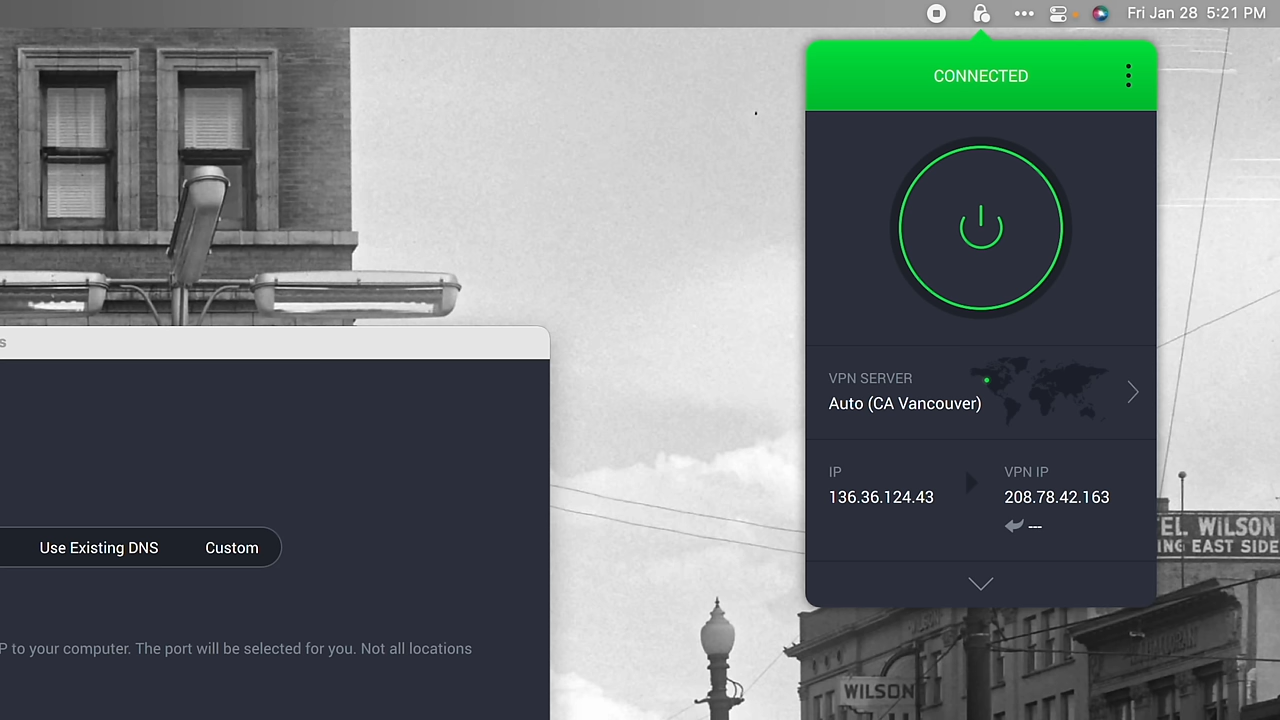 Fri Jan 28 5:21 PM
CONNECTED
s
VPN SERVER
Auto (CA Vancouver)
IP
136.36.124.43
VPN IP
208.78.42.163
---
Use Existing DNS
Custom
P to your computer. The port will be selected for you. Not all locations
EL. WILSON
ING EAST SIDE
WILSON